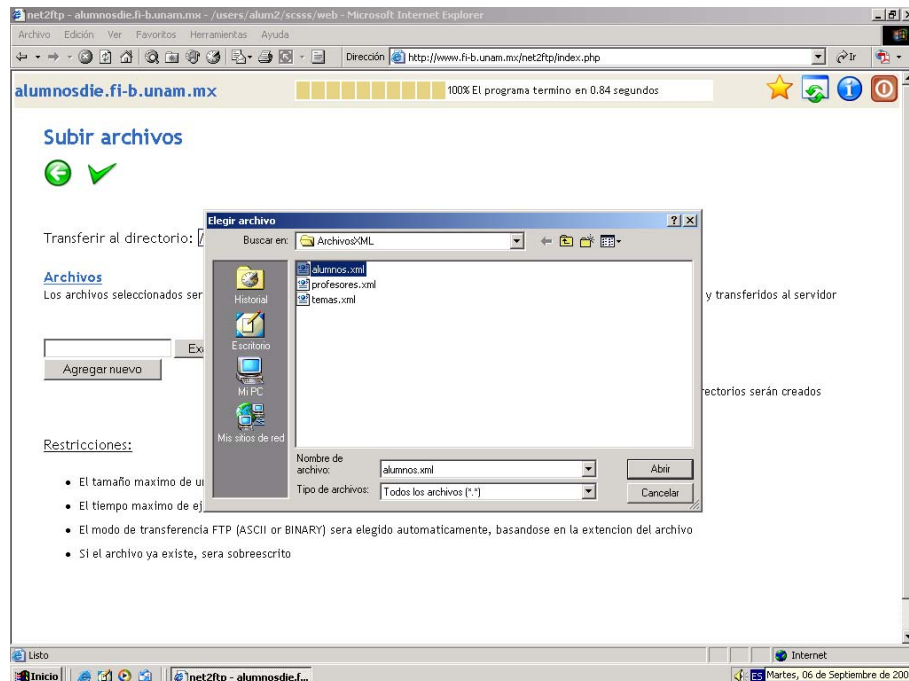 net2ftp - alumnosdie.fi-b.unam.mx - /users/alum2/scsss/web - Microsoft Internet Explorer
Archivo Edición Ver Favoritos Herramientas Ayuda
Dirección http://www.fi-b.unam.mx/net2ftp/index.php Ir
alumnosdie.fi-b.unam.mx 100% El programa termino en 0.84 segundos
Subir archivos
Elegir archivo
Transferir al directorio: /
Buscar en: ArchivosXML
Archivos
Los archivos seleccionados ser
y transferidos al servidor
Historial
Escritorio
Mi PC
Mis sitios de red
alumnos.xml
profesores.xml
temas.xml
Exa
Agregar nuevo
rectorios serán creados
Restricciones:
Nombre de archivo: alumnos.xml Abrir
Tipo de archivos: Todos los archivos (*.*) Cancelar
El tamaño maximo de u
El tiempo maximo de ej
El modo de transferencia FTP (ASCII or BINARY) sera elegido automaticamente, basandose en la extencion del archivo
Si el archivo ya existe, sera sobreescrito
Listo Internet
Inicio net2ftp - alumnosdie.f... ES Martes, 06 de Septiembre de 200